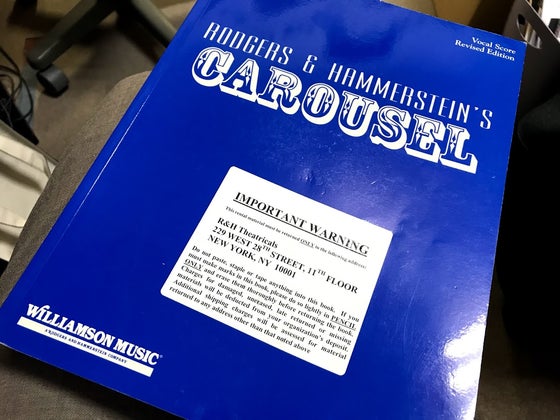 Vocal Score
Revised Edition
RODGERS & HAMMERSTEIN'S
CAROUSEL
IMPORTANT WARNING
This rental material must be returned ONLY to the following address:
R&H Theatricals
229 WEST 28TH STREET, 11TH FLOOR
NEW YORK, NY 10001
Do not paste, staple or tape anything into this book. If you
must make marks in this book, please do so lightly in PENCIL
ONLY and erase them thoroughly before returning the book.
Charges for damaged, unerased, late returned or missing
materials will be deducted from your organization's deposit.
Additional shipping charges will be assessed for material
returned to any address other than that noted above
WILLIAMSON MUSIC®
A RODGERS AND HAMMERSTEIN COMPANY